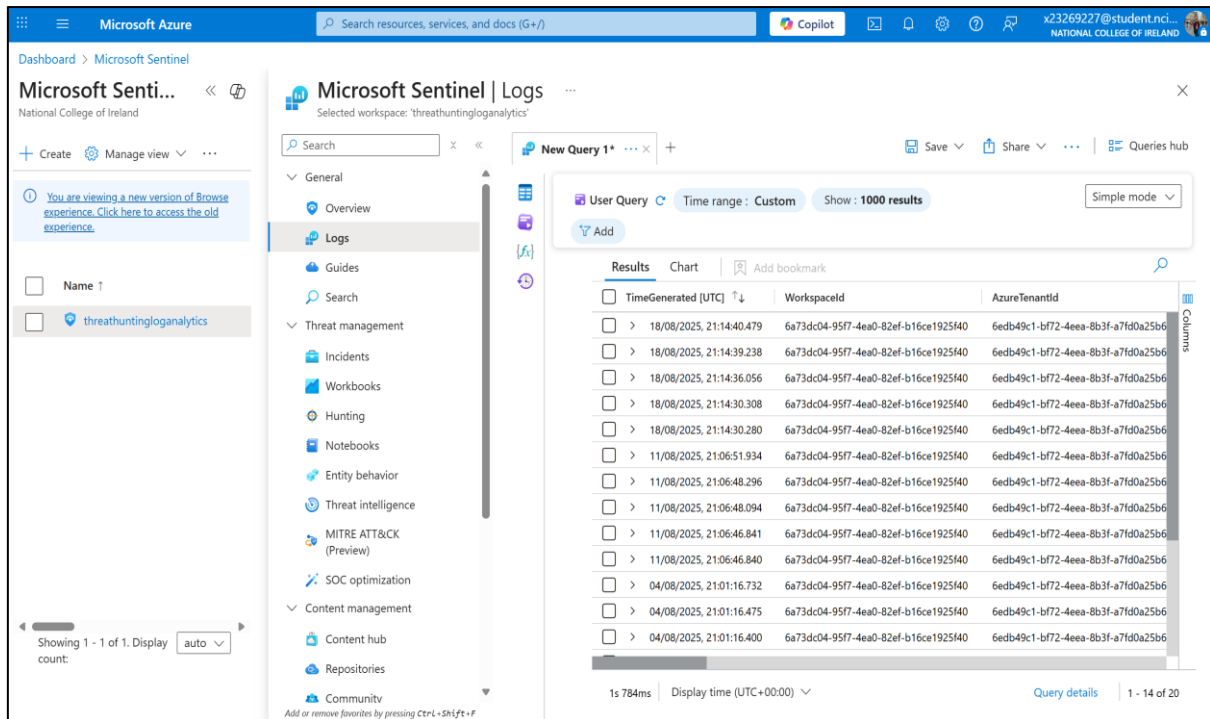 Microsoft Azure
Search resources, services, and docs (G+/)
Copilot
x23269227@student.nci...
NATIONAL COLLEGE OF IRELAND
Dashboard > Microsoft Sentinel
Microsoft Senti...
National College of Ireland
+ Create Manage view ...
You are viewing a new version of Browse
experience. Click here to access the old
experience.
Name ↑
threathuntingloganalytics
Showing 1 - 1 of 1. Display
count:
auto
Microsoft Sentinel | Logs ...
Selected workspace: 'threathuntingloganalytics'
Search
General
Overview
Logs
Guides
Search
Threat management
Incidents
Workbooks
Hunting
Notebooks
Entity behavior
Threat intelligence
MITRE ATT&CK
(Preview)
SOC optimization
Content management
Content hub
Repositories
Community
Add or remove favorites by pressing Ctrl+Shift+F
New Query 1* ...
Save Share ... Queries hub
User Query Time range : Custom Show : 1000 results
Simple mode
Add
Results Chart Add bookmark
TimeGenerated [UTC] ↑↓ WorkspaceId AzureTenantId
18/08/2025, 21:14:40.479 6a73dc04-95f7-4ea0-82ef-b16ce1925f40 6edb49c1-bf72-4eea-8b3f-a7fd0a25b6
18/08/2025, 21:14:39.238 6a73dc04-95f7-4ea0-82ef-b16ce1925f40 6edb49c1-bf72-4eea-8b3f-a7fd0a25b6
18/08/2025, 21:14:36.056 6a73dc04-95f7-4ea0-82ef-b16ce1925f40 6edb49c1-bf72-4eea-8b3f-a7fd0a25b6
18/08/2025, 21:14:30.308 6a73dc04-95f7-4ea0-82ef-b16ce1925f40 6edb49c1-bf72-4eea-8b3f-a7fd0a25b6
18/08/2025, 21:14:30.280 6a73dc04-95f7-4ea0-82ef-b16ce1925f40 6edb49c1-bf72-4eea-8b3f-a7fd0a25b6
11/08/2025, 21:06:51.934 6a73dc04-95f7-4ea0-82ef-b16ce1925f40 6edb49c1-bf72-4eea-8b3f-a7fd0a25b6
11/08/2025, 21:06:48.296 6a73dc04-95f7-4ea0-82ef-b16ce1925f40 6edb49c1-bf72-4eea-8b3f-a7fd0a25b6
11/08/2025, 21:06:48.094 6a73dc04-95f7-4ea0-82ef-b16ce1925f40 6edb49c1-bf72-4eea-8b3f-a7fd0a25b6
11/08/2025, 21:06:46.841 6a73dc04-95f7-4ea0-82ef-b16ce1925f40 6edb49c1-bf72-4eea-8b3f-a7fd0a25b6
11/08/2025, 21:06:46.840 6a73dc04-95f7-4ea0-82ef-b16ce1925f40 6edb49c1-bf72-4eea-8b3f-a7fd0a25b6
04/08/2025, 21:01:16.732 6a73dc04-95f7-4ea0-82ef-b16ce1925f40 6edb49c1-bf72-4eea-8b3f-a7fd0a25b6
04/08/2025, 21:01:16.475 6a73dc04-95f7-4ea0-82ef-b16ce1925f40 6edb49c1-bf72-4eea-8b3f-a7fd0a25b6
04/08/2025, 21:01:16.400 6a73dc04-95f7-4ea0-82ef-b16ce1925f40 6edb49c1-bf72-4eea-8b3f-a7fd0a25b6
Columns
1s 784ms Display time (UTC+00:00) Query details 1 - 14 of 20